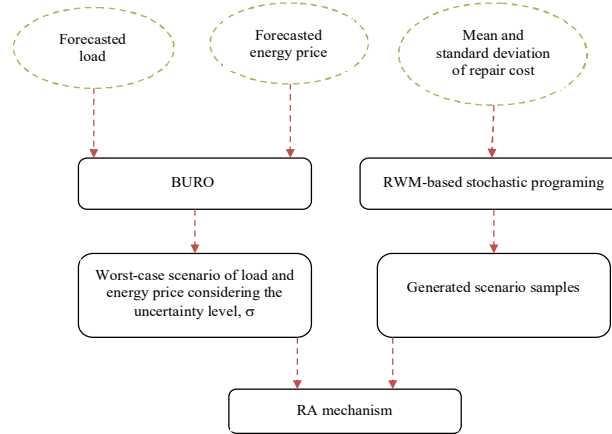 Forecasted
load
Forecasted
energy price
Mean and
standard deviation
of repair cost
BURO
RWM-based stochastic programing
Worst-case scenario of load and
energy price considering the
uncertainty level, σ
Generated scenario samples
RA mechanism